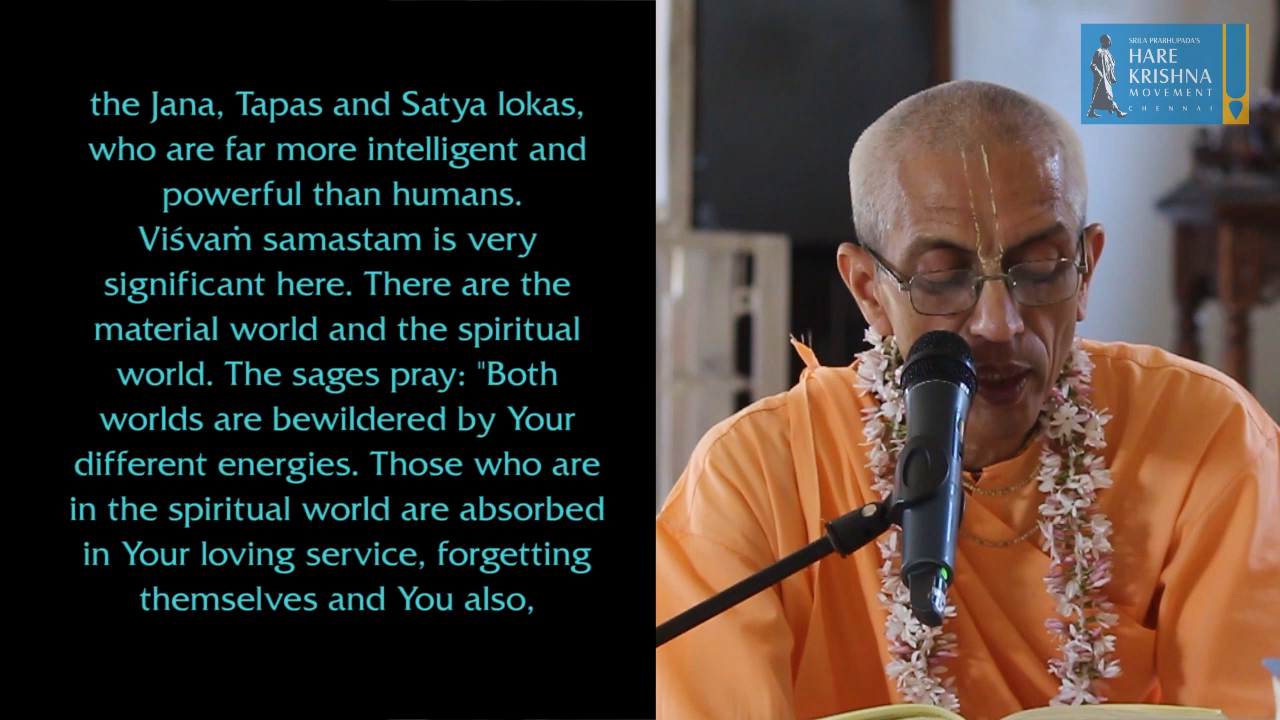 the Jana, Tapas and Satya lokas,
who are far more intelligent and
powerful than humans.
Viśvaṁ samastam is very
significant here. There are the
material world and the spiritual
world. The sages pray: "Both
worlds are bewildered by Your
different energies. Those who are
in the spiritual world are absorbed
in Your loving service, forgetting
themselves and You also,
SRILA PRABHUPADA'S
HARE
KRISHNA
MOVEMENT
CHENNAI